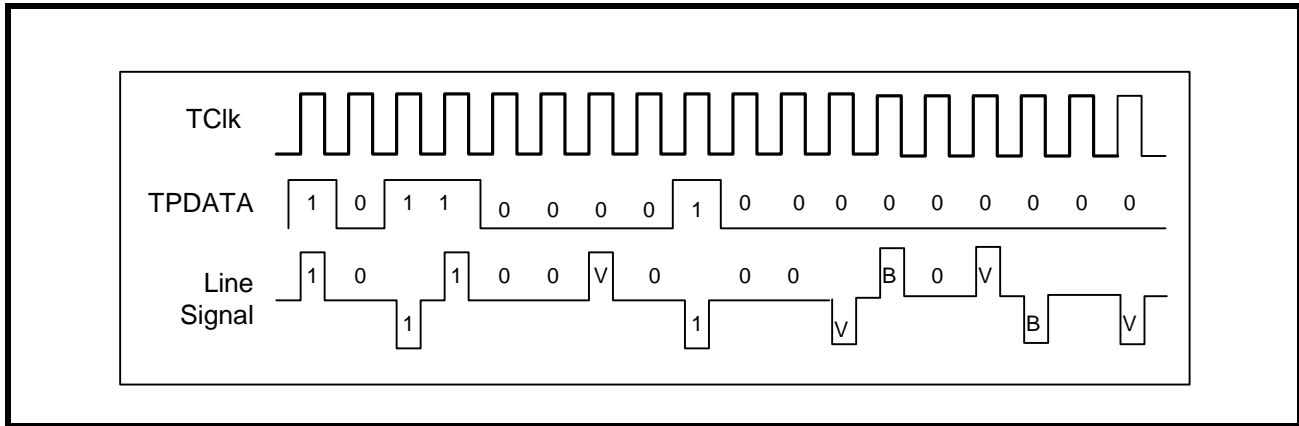 TClk
TPDATA 1 0 1 1 0 0 0 0 1 0 0 0 0 0 0 0 0 0
Line 1 0 1 0 0 V 0 0 0 B 0 V
Signal 1 1 V B V